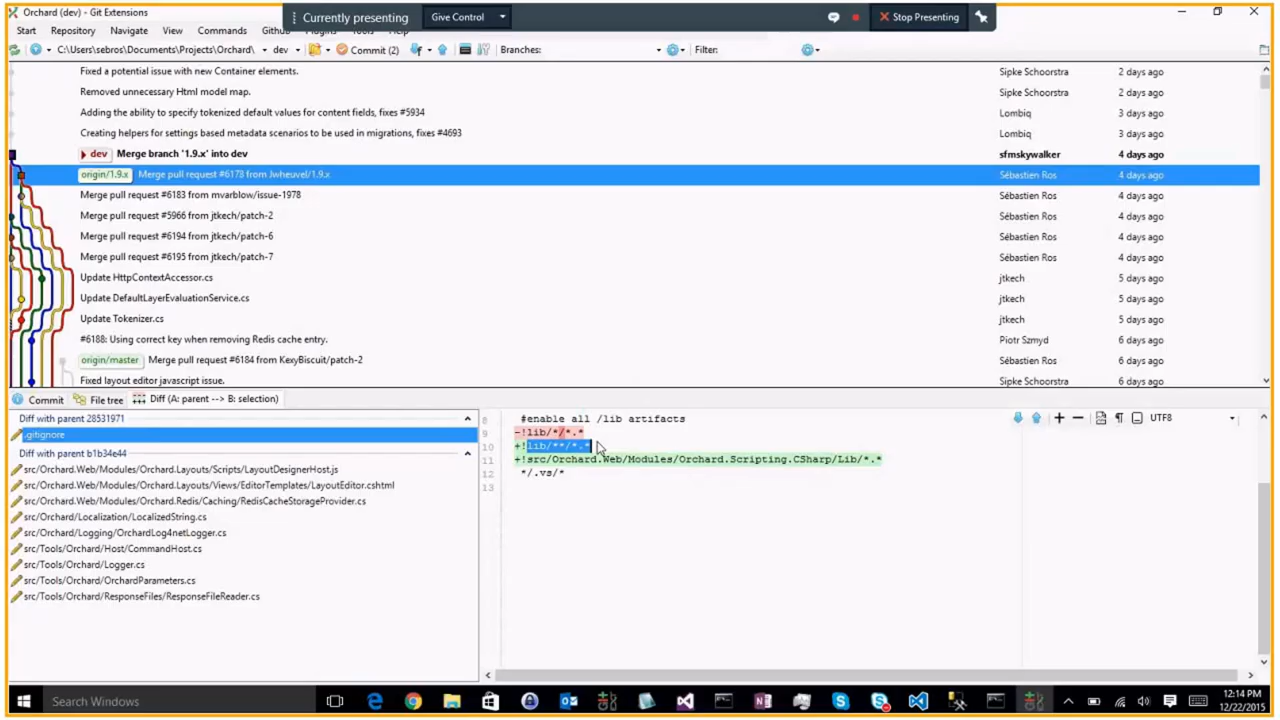 Orchard (dev) - Git Extensions
Currently presenting
Give Control
Stop Presenting
Start Repository Navigate View Commands Github Plugins Tools Help
C:\Users\sebros\Documents\Projects\Orchard\ dev Commit (2) Branches: Filter:
Fixed a potential issue with new Container elements. Sipke Schoorstra 2 days ago
Removed unnecessary Html model map. Sipke Schoorstra 2 days ago
Adding the ability to specify tokenized default values for content fields, fixes #5934 Lombiq 3 days ago
Creating helpers for settings based metadata scenarios to be used in migrations, fixes #4693 Lombiq 3 days ago
dev Merge branch '1.9.x' into dev sfmskywalker 4 days ago
origin/1.9.x Merge pull request #6173 from Jwheuvel/1.9.x Sébastien Ros 4 days ago
Merge pull request #6183 from mvarblow/issue-1978 Sébastien Ros 4 days ago
Merge pull request #5966 from jtkech/patch-2 Sébastien Ros 4 days ago
Merge pull request #6194 from jtkech/patch-6 Sébastien Ros 4 days ago
Merge pull request #6195 from jtkech/patch-7 Sébastien Ros 4 days ago
Update HttpContextAccessor.cs jtkech 5 days ago
Update DefaultLayerEvaluationService.cs jtkech 5 days ago
Update Tokenizer.cs jtkech 5 days ago
#6188: Using correct key when removing Redis cache entry. Piotr Szmyd 6 days ago
origin/master Merge pull request #6184 from KexyBiscuit/patch-2 Sébastien Ros 6 days ago
Fixed layout editor javascript issue. Sipke Schoorstra 6 days ago
Commit File tree Diff (A: parent --> B: selection)
Diff with parent 28531971
.gitignore
Diff with parent b1b34e44
src/Orchard.Web/Modules/Orchard.Layouts/Scripts/LayoutDesignerHost.js
src/Orchard.Web/Modules/Orchard.Layouts/Views/EditorTemplates/LayoutEditor.cshtml
src/Orchard.Web/Modules/Orchard.Redis/Caching/RedisCacheStorageProvider.cs
src/Orchard/Localization/LocalizedString.cs
src/Orchard/Logging/OrchardLog4netLogger.cs
src/Tools/Orchard/Host/CommandHost.cs
src/Tools/Orchard/Logger.cs
src/Tools/Orchard/OrchardParameters.cs
src/Tools/Orchard/ResponseFiles/ResponseFileReader.cs
8 #enable all /lib artifacts
9 -!lib/*/*.*
10 +!lib/**/*.*
11 +!src/Orchard.Web/Modules/Orchard.Scripting.CSharp/Lib/*.*
12 */.vs/*
13
UTF8
Search Windows
12:14 PM
12/22/2015